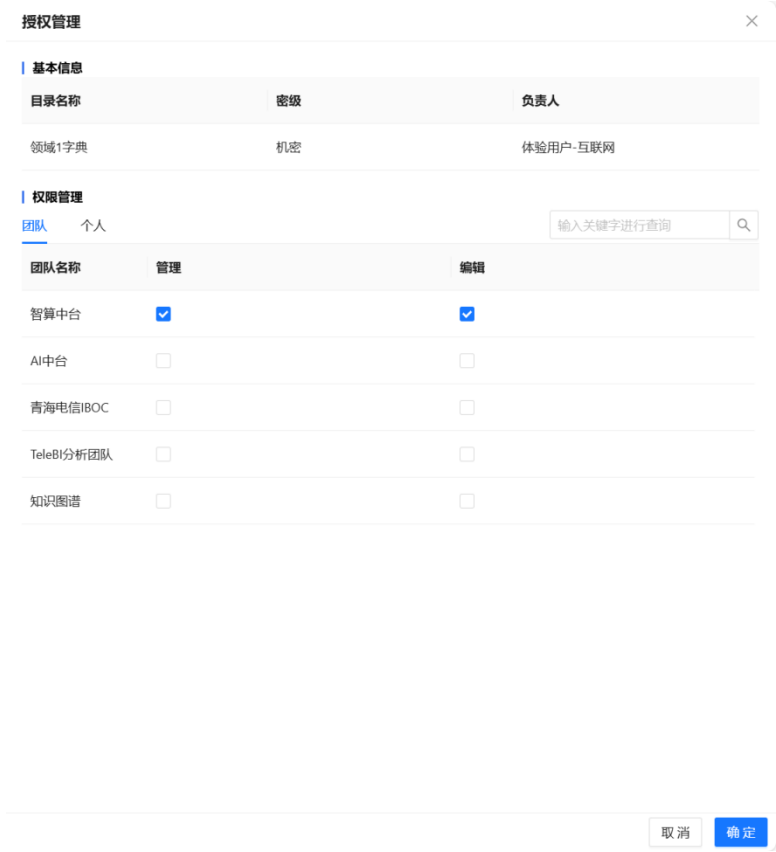 授权管理
基本信息
目录名称 密级 负责人
领域1字典 机密 体验用户-互联网
权限管理
团队 个人 输入关键字进行查询
团队名称 管理 编辑
智算中台
AI中台
青海电信IBOC
TeleBI分析团队
知识图谱
取 消 确 定